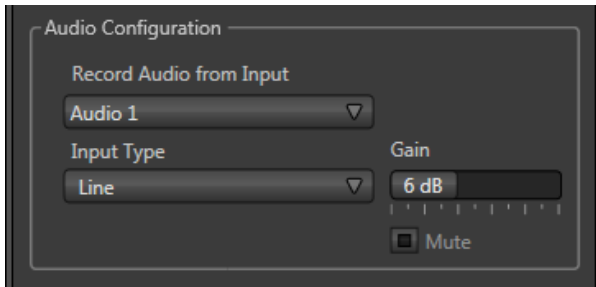 Audio Configuration
Record Audio from Input
Audio 1
Input Type
Gain
Line
6 dB
Mute